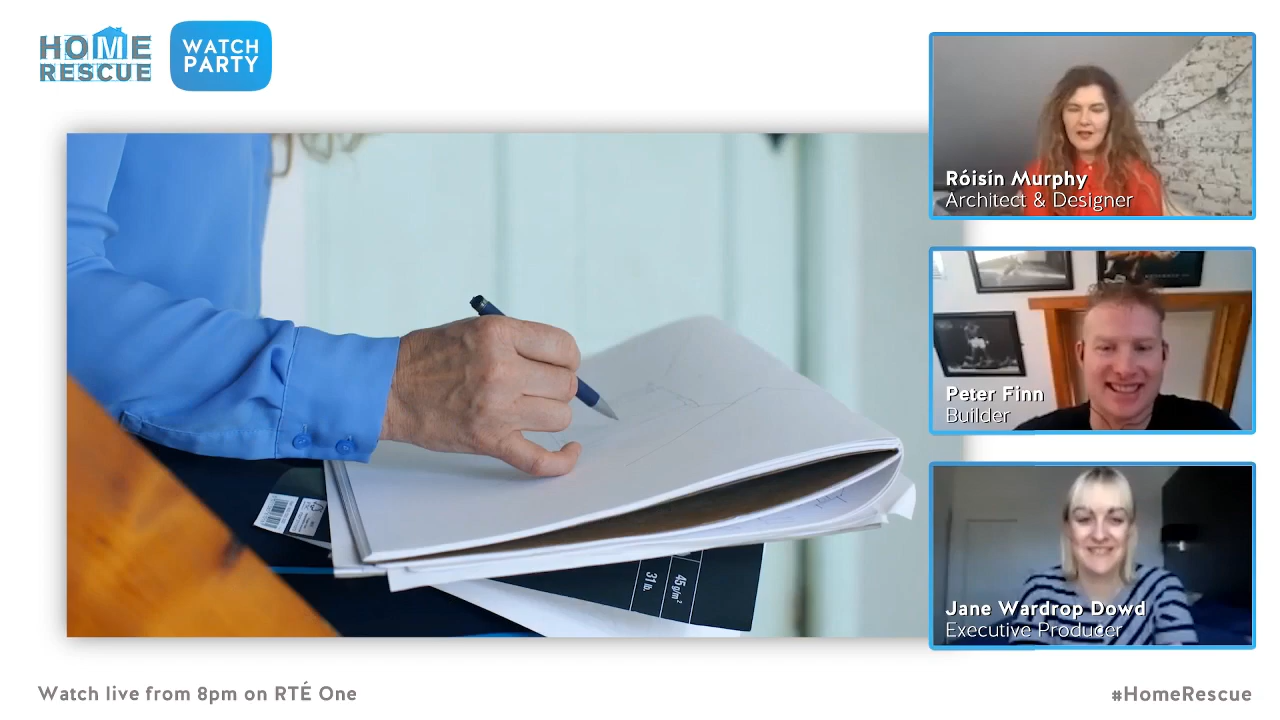 HOME
RESCUE
WATCH
PARTY
Róisín Murphy
Architect & Designer
Peter Finn
Builder
Jane Wardrop Dowd
Executive Producer
45 g/m²
31 lb.
Watch live from 8pm on RTÉ One
#HomeRescue